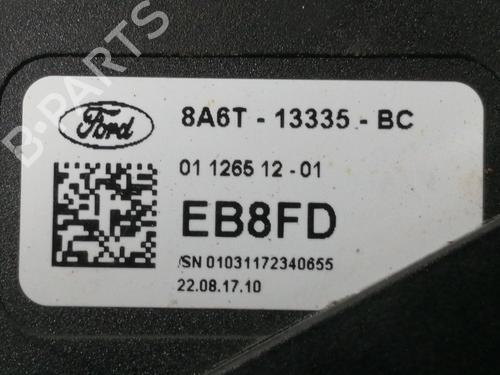 B-PARTS
Ford
8A6T - 13335 - BC
01 1265 12 - 01
EB8FD
/SN 01031172340655
22.08.17.10